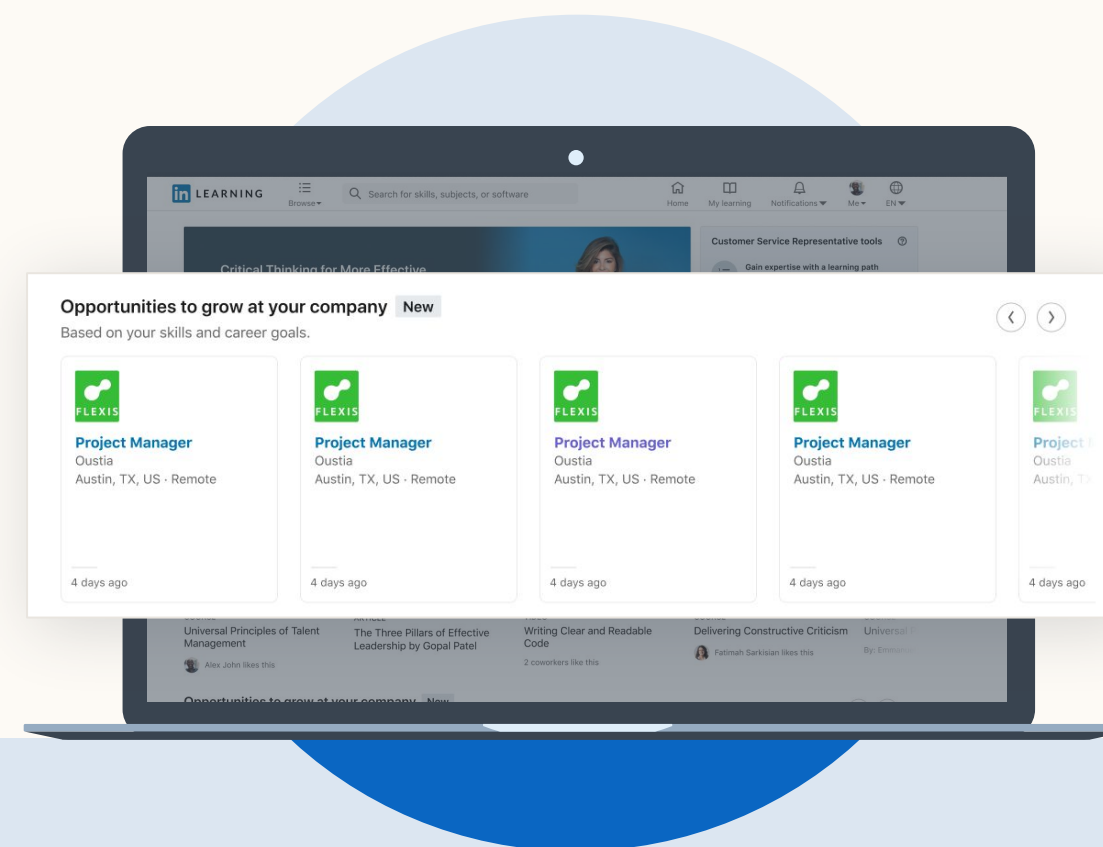 in LEARNING
Browse
Search for skills, subjects, or software
Home
My learning
Notifications
Me
EN
Critical Thinking for More Effective
Customer Service Representative tools
Gain expertise with a learning path
Opportunities to grow at your company New
Based on your skills and career goals.
FLEXIS
Project Manager
Oustia
Austin, TX, US · Remote
4 days ago
FLEXIS
Project Manager
Oustia
Austin, TX, US · Remote
4 days ago
FLEXIS
Project Manager
Oustia
Austin, TX, US · Remote
4 days ago
FLEXIS
Project Manager
Oustia
Austin, TX, US · Remote
4 days ago
FLEXIS
Project
Oustia
Austin,
4 days ago
Universal Principles of Talent
Management
Alex John likes this
The Three Pillars of Effective
Leadership by Gopal Patel
Writing Clear and Readable
Code
2 coworkers like this
Delivering Constructive Criticism
Fatimah Sarkisian likes this
Universal
By:
Opportunities to grow at your company New